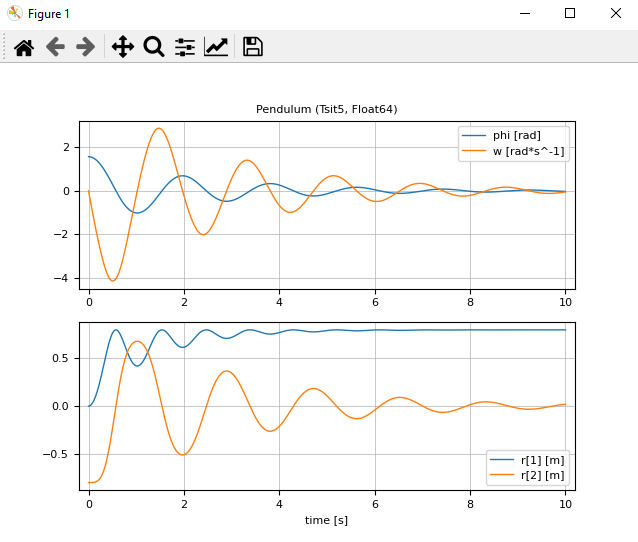 Figure 1
Pendulum (Tsit5, Float64)
phi [rad]
w [rad*s^-1]
2
0
−2
−4
0 2 4 6 8 10
0.5
0.0
−0.5
r[1] [m]
r[2] [m]
0 2 4 6 8 10
time [s]